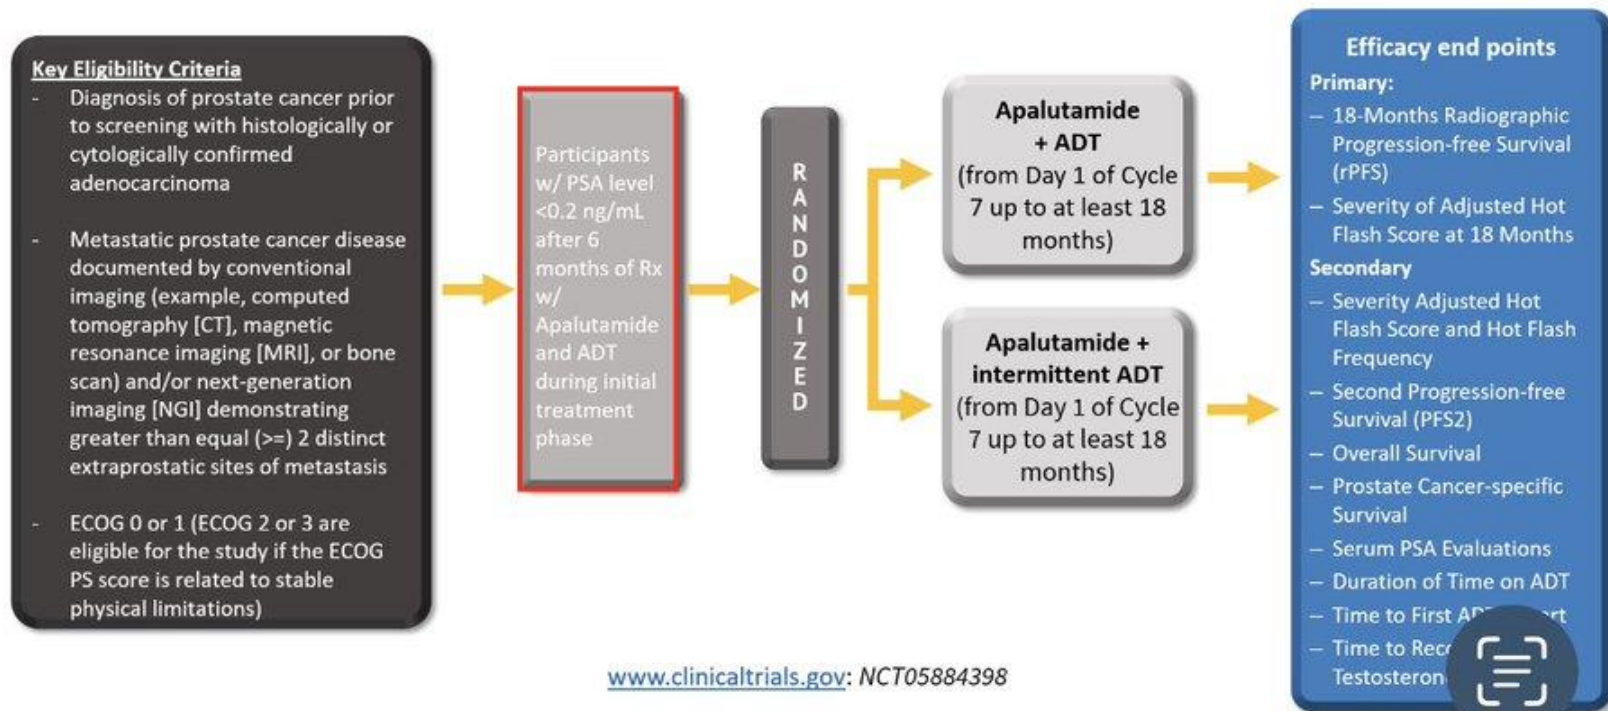 Key Eligibility Criteria
- Diagnosis of prostate cancer prior
to screening with histologically or
cytologically confirmed
adenocarcinoma
- Metastatic prostate cancer disease
documented by conventional
imaging (example, computed
tomography [CT], magnetic
resonance imaging [MRI], or bone
scan) and/or next-generation
imaging [NGI] demonstrating
greater than equal (>=) 2 distinct
extraprostatic sites of metastasis
- ECOG 0 or 1 (ECOG 2 or 3 are
eligible for the study if the ECOG
PS score is related to stable
physical limitations)
Participants
w/ PSA level
<0.2 ng/mL
after 6
months of Rx
w/
Apalutamide
and ADT
during initial
treatment
phase
RANDOMIZED
Apalutamide
+ ADT
(from Day 1 of Cycle
7 up to at least 18
months)
Apalutamide +
intermittent ADT
(from Day 1 of Cycle
7 up to at least 18
months)
Efficacy end points
Primary:
– 18-Months Radiographic
Progression-free Survival
(rPFS)
– Severity of Adjusted Hot
Flash Score at 18 Months
Secondary
– Severity Adjusted Hot
Flash Score and Hot Flash
Frequency
– Second Progression-free
Survival (PFS2)
– Overall Survival
– Prostate Cancer-specific
Survival
– Serum PSA Evaluations
– Duration of Time on ADT
– Time to First
– Time to
www.clinicaltrials.gov: NCT05884398